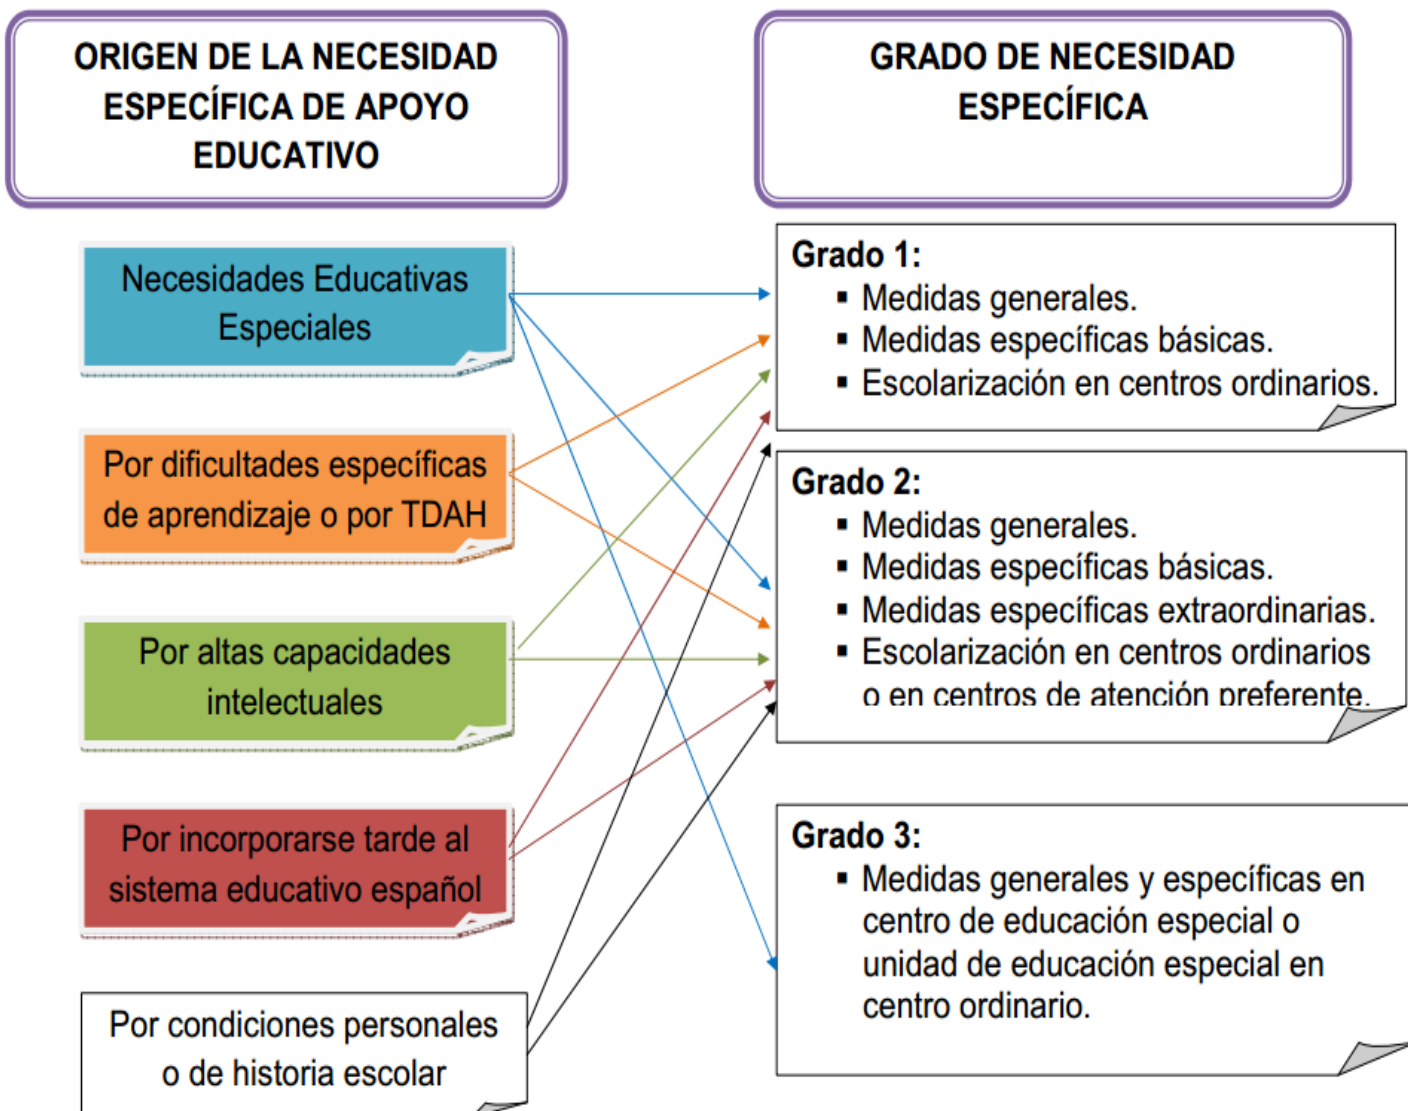 ORIGEN DE LA NECESIDAD
ESPECÍFICA DE APOYO
EDUCATIVO
GRADO DE NECESIDAD
ESPECÍFICA
Necesidades Educativas
Especiales
Por dificultades específicas
de aprendizaje o por TDAH
Por altas capacidades
intelectuales
Por incorporarse tarde al
sistema educativo español
Por condiciones personales
o de historia escolar
Grado 1:
▪ Medidas generales.
▪ Medidas específicas básicas.
▪ Escolarización en centros ordinarios.
Grado 2:
▪ Medidas generales.
▪ Medidas específicas básicas.
▪ Medidas específicas extraordinarias.
▪ Escolarización en centros ordinarios
o en centros de atención preferente.
Grado 3:
▪ Medidas generales y específicas en
centro de educación especial o
unidad de educación especial en
centro ordinario.